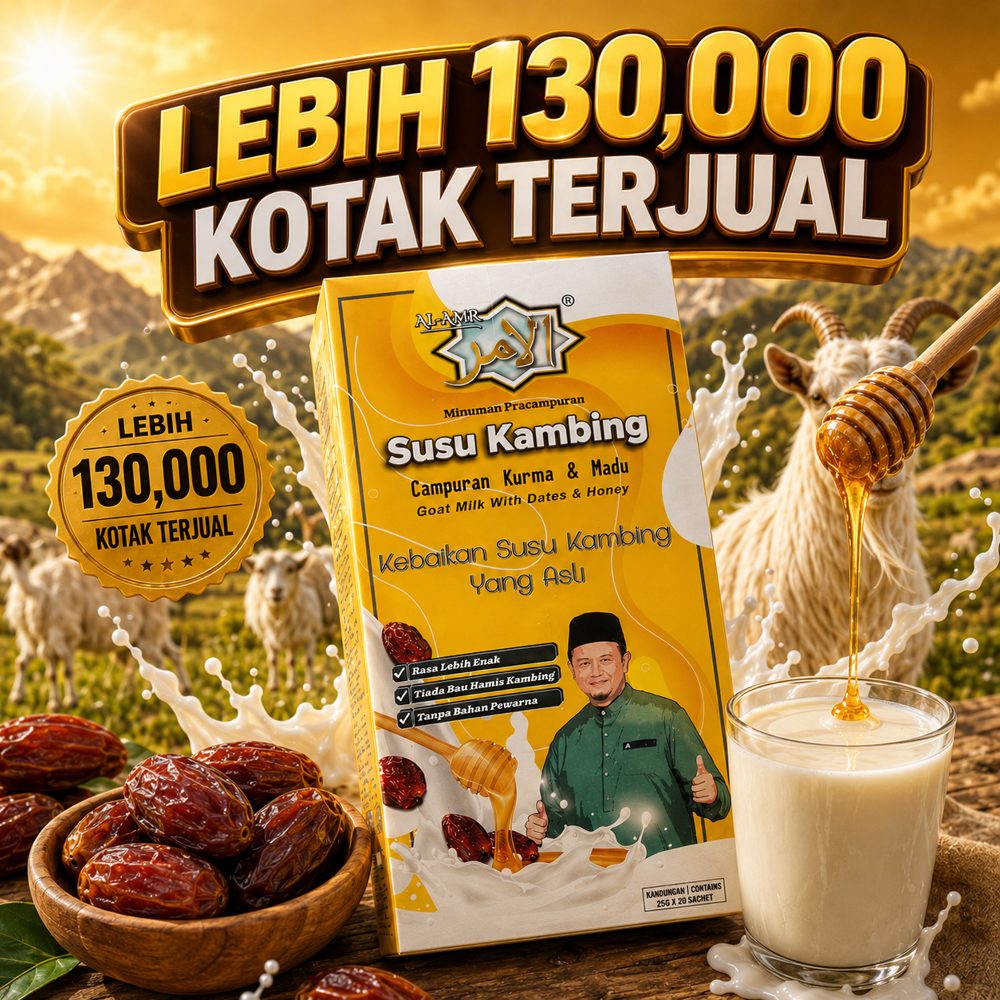 LEBIH 130,000
KOTAK TERJUAL
LEBIH
130,000
KOTAK TERJUAL
AL-AMR
الامر
®
Minuman Pracampuran
Susu Kambing
Campuran Kurma & Madu
Goat Milk With Dates & Honey
Kebaikan Susu Kambing
Yang Asli
Rasa Lebih Enak
Tiada Bau Hamis Kambing
Tanpa Bahan Pewarna
A
KANDUNGAN | CONTAINS
25G X 20 SACHET